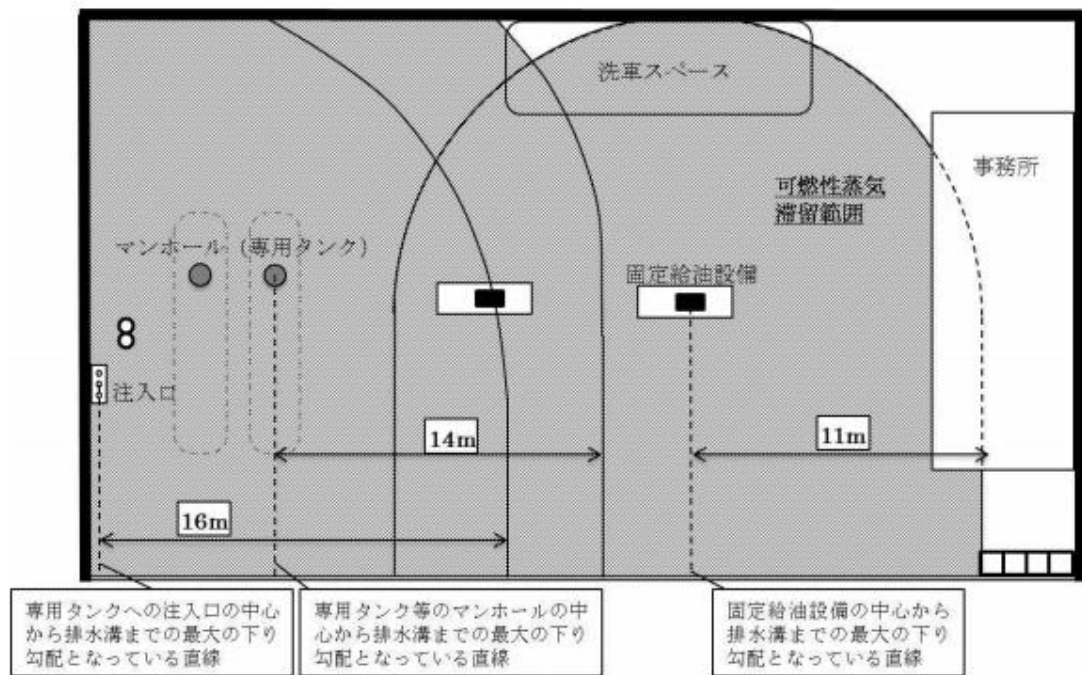 洗車スペース
事務所
可燃性蒸気
滞留範囲
マンホール（専用タンク）
固定給油設備
注入口
14m
11m
16m
専用タンクへの注入口の中心
から排水溝までの最大の下り
勾配となっている直線
専用タンク等のマンホールの中
心から排水溝までの最大の下り
勾配となっている直線
固定給油設備の中心から
排水溝までの最大の下り
勾配となっている直線